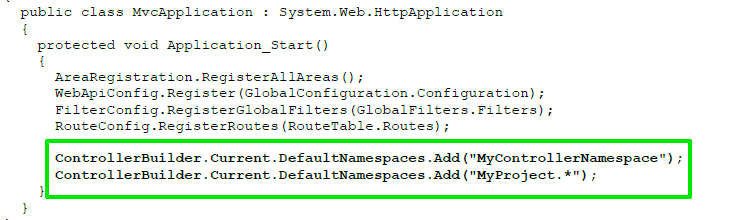 public class MvcApplication : System.Web.HttpApplication
{
protected void Application_Start()
{
AreaRegistration.RegisterAllAreas();
WebApiConfig.Register(GlobalConfiguration.Configuration);
FilterConfig.RegisterGlobalFilters(GlobalFilters.Filters);
RouteConfig.RegisterRoutes(RouteTable.Routes);
ControllerBuilder.Current.DefaultNamespaces.Add("MyControllerNamespace");
ControllerBuilder.Current.DefaultNamespaces.Add("MyProject.*");
}
}